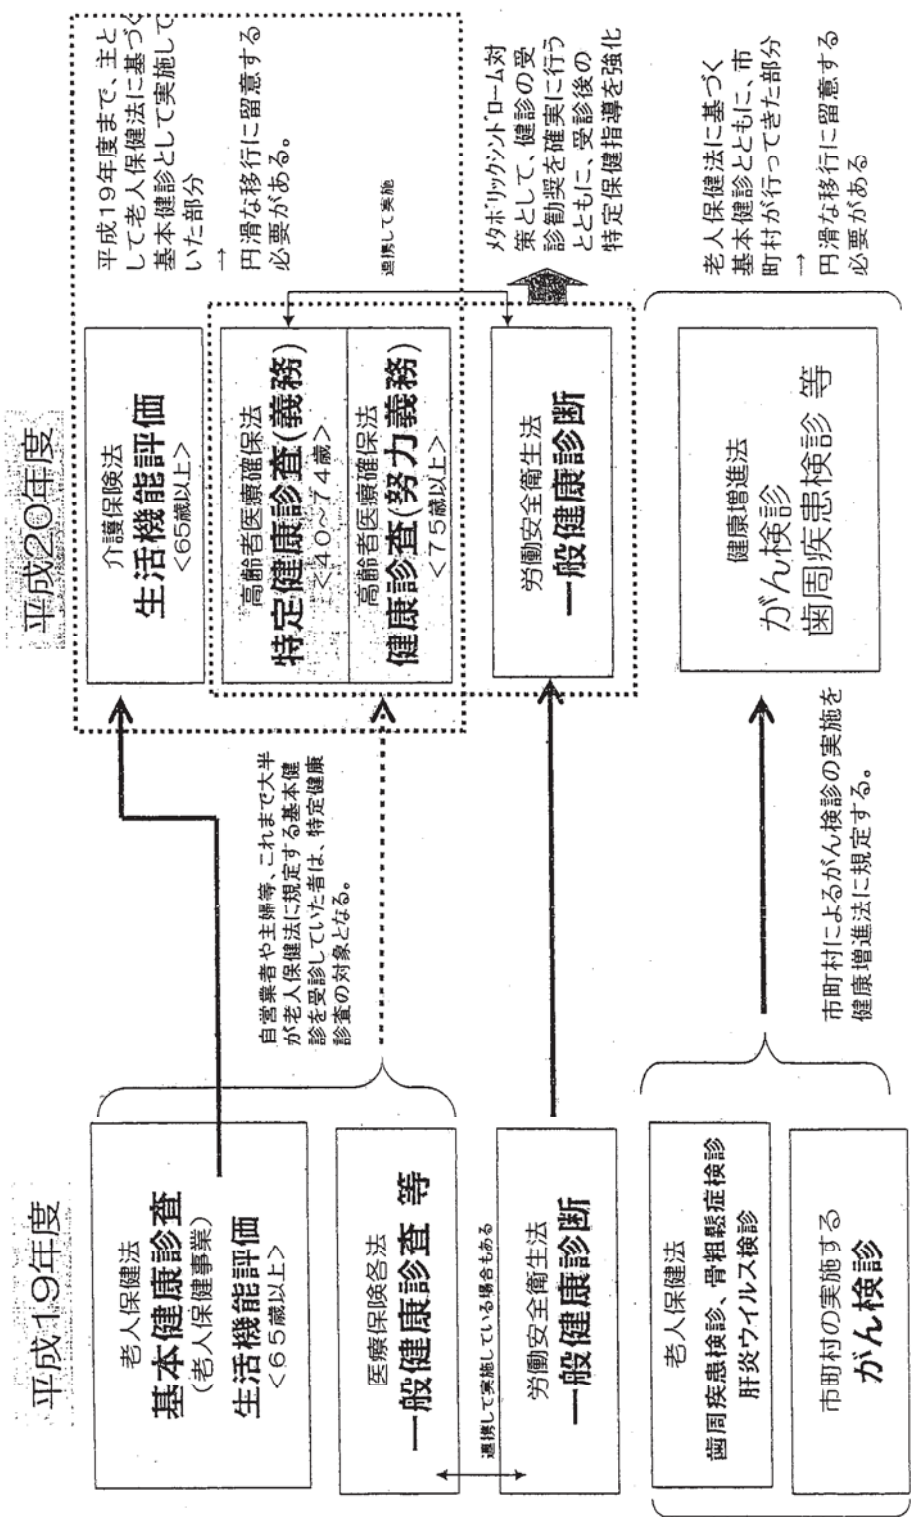 平成19年度
老人保健法
基本健康診査
(老人保健事業)
生活機能評価
<65歳以上>
医療保険各法
一般健康診査 等
連携して実施している場合もある
労働安全衛生法
一般健康診断
老人保健法
歯周疾患検診、骨粗鬆症検診
肝炎ウイルス検診
市町村の実施する
がん検診
自営業者や主婦等、これまで大半
が老人保健法に規定する基本健
診を受診していた者は、特定健康
診査の対象となる。
市町村によるがん検診の実施を
健康増進法に規定する。
平成20年度
介護保険法
生活機能評価
<65歳以上>
高齢者医療確保法
特定健康診査(義務)
<40~74歳>
高齢者医療確保法
健康診査(努力義務)
<75歳以上>
労働安全衛生法
一般健康診断
健康増進法
がん検診
歯周疾患検診 等
平成19年度まで、主と
して老人保健法に基づく
基本健診として実施して
いた部分
→
円滑な移行に留意する
必要がある。
連携して実施
メタボリックシンドローム対
策として、健診の受
診勧奨を確実に行う
とともに、受診後の
特定保健指導を強化
老人保健法に基づく
基本健診とともに、市
町村が行ってきた部分
→
円滑な移行に留意する
必要がある